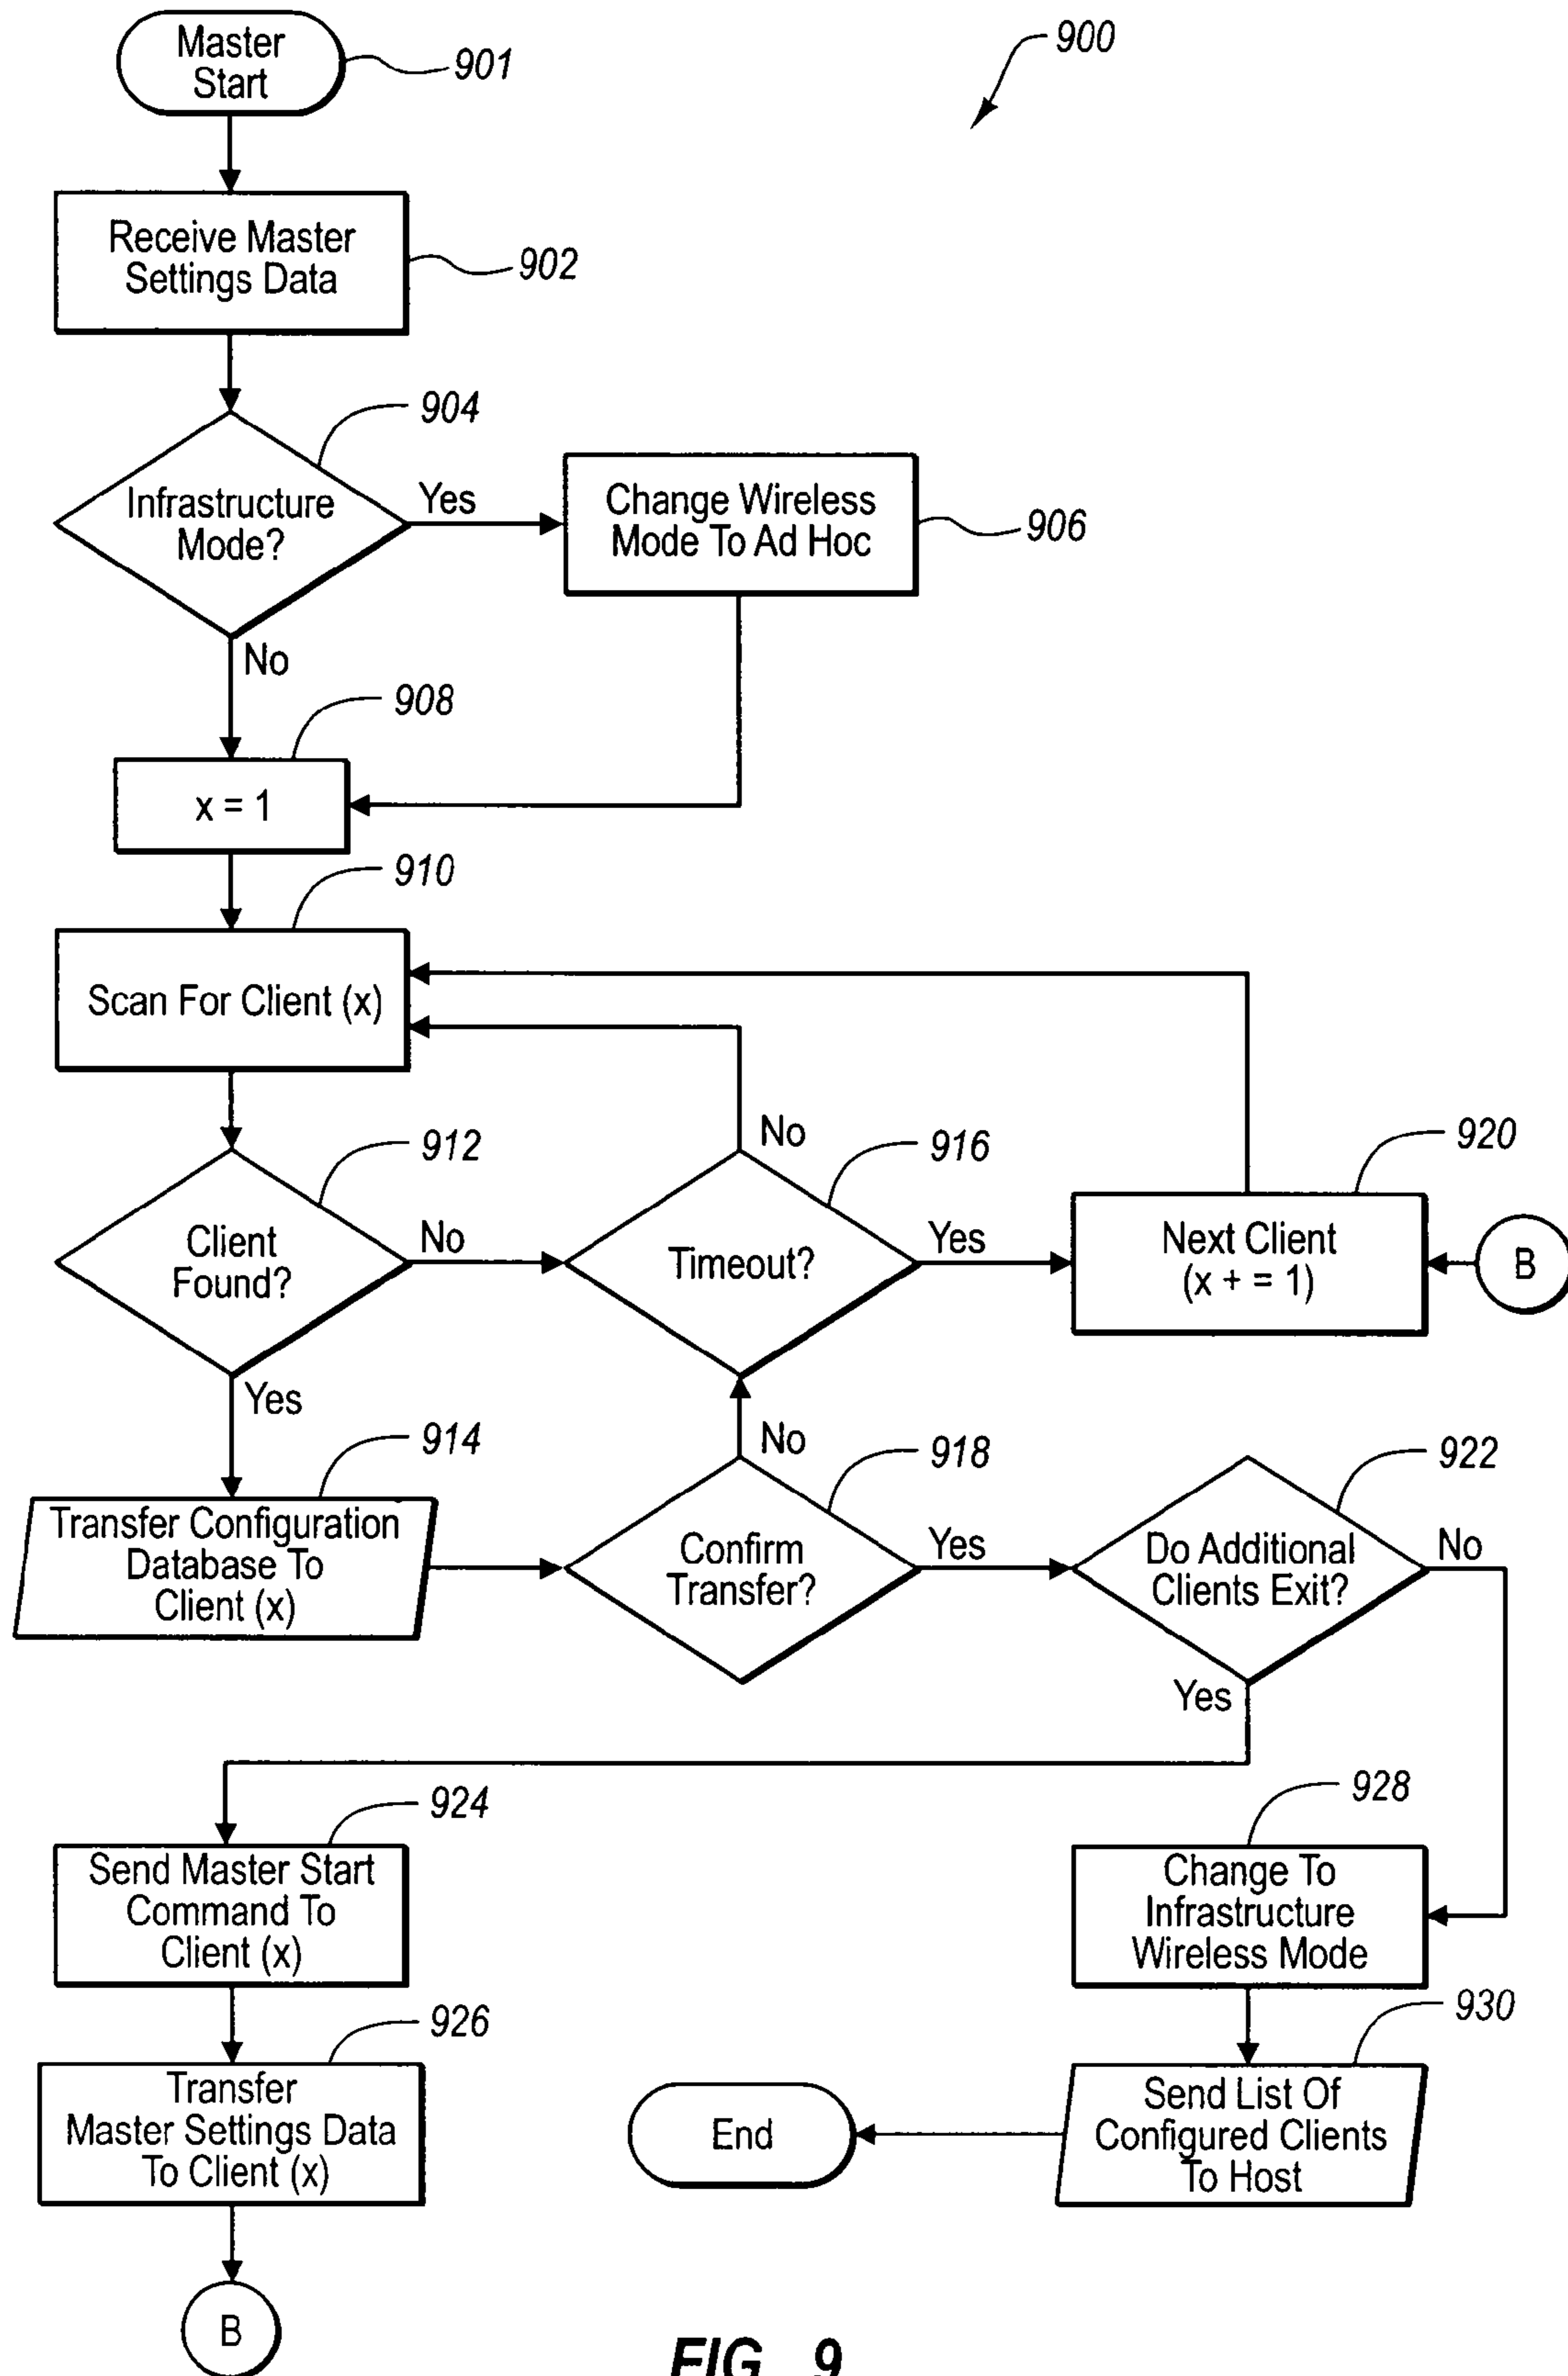 Master
Start
901
900
Receive Master
Settings Data
902
904
Infrastructure
Mode?
Yes
Change Wireless
Mode To Ad Hoc
906
No
908
x = 1
910
Scan For Client (x)
912
Client
Found?
No
No
916
Timeout?
Yes
920
Next Client
(x + = 1)
B
Yes
914
Transfer Configuration
Database To
Client (x)
No
918
Confirm
Transfer?
Yes
922
Do Additional
Clients Exit?
No
Yes
924
Send Master Start
Command To
Client (x)
928
Change To
Infrastructure
Wireless Mode
926
Transfer
Master Settings Data
To Client (x)
930
Send List Of
Configured Clients
To Host
End
B
FIG. 9